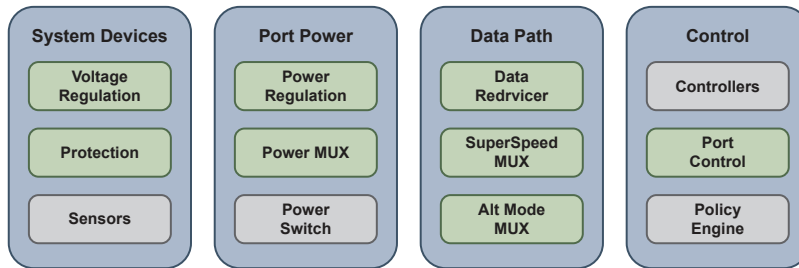 System Devices
Voltage
Regulation
Protection
Sensors
Port Power
Power
Regulation
Power MUX
Power
Switch
Data Path
Data
Redrvicer
SuperSpeed
MUX
Alt Mode
MUX
Control
Controllers
Port
Control
Policy
Engine